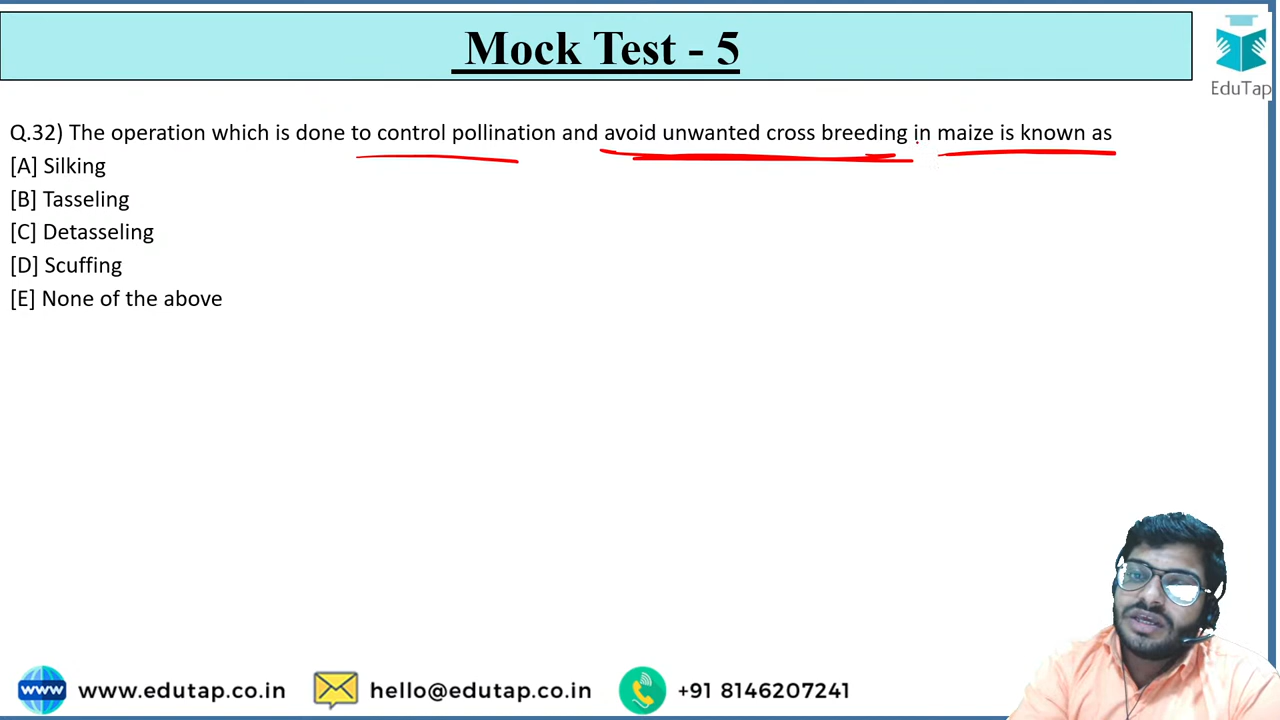 Mock Test - 5
EduTap
Q.32) The operation which is done to control pollination and avoid unwanted cross breeding in maize is known as
[A] Silking
[B] Tasseling
[C] Detasseling
[D] Scuffing
[E] None of the above
www www.edutap.co.in hello@edutap.co.in +91 8146207241